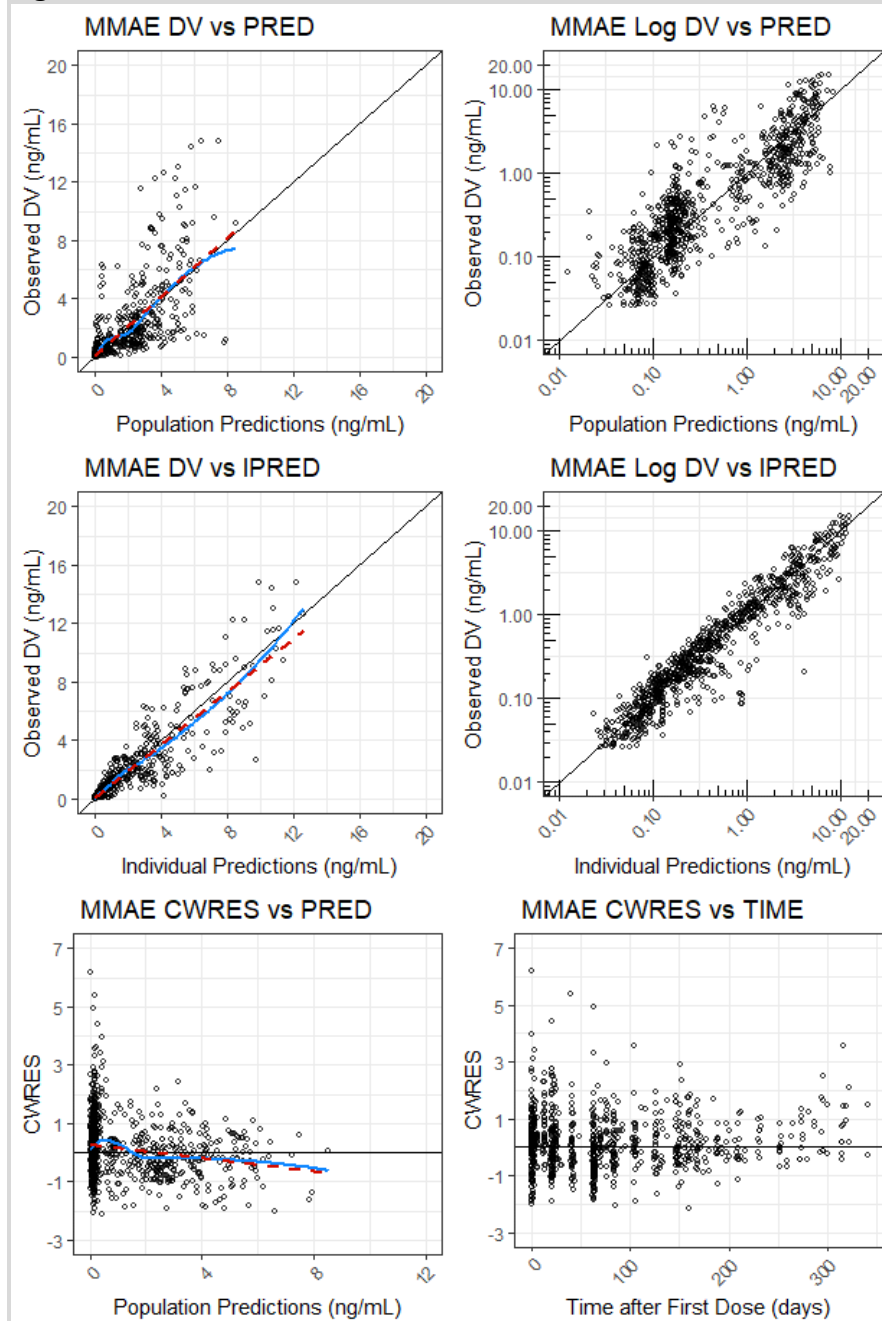 MMAE DV vs PRED
Observed DV (ng/mL)
20
16
12
8
4
0
0 4 8 12 16 20
Population Predictions (ng/mL)
MMAE Log DV vs PRED
Observed DV (ng/mL)
20.00
10.00
1.00
0.10
0.01
0.01 0.10 1.00 10.00 20.00
Population Predictions (ng/mL)
MMAE DV vs IPRED
Observed DV (ng/mL)
20
16
12
8
4
0
0 4 8 12 16 20
Individual Predictions (ng/mL)
MMAE Log DV vs IPRED
Observed DV (ng/mL)
20.00
10.00
1.00
0.10
0.01
0.01 0.10 1.00 10.00 20.00
Individual Predictions (ng/mL)
MMAE CWRES vs PRED
CWRES
7
5
3
1
-1
-3
0 4 8 12
Population Predictions (ng/mL)
MMAE CWRES vs TIME
CWRES
7
5
3
1
-1
-3
0 100 200 300
Time after First Dose (days)